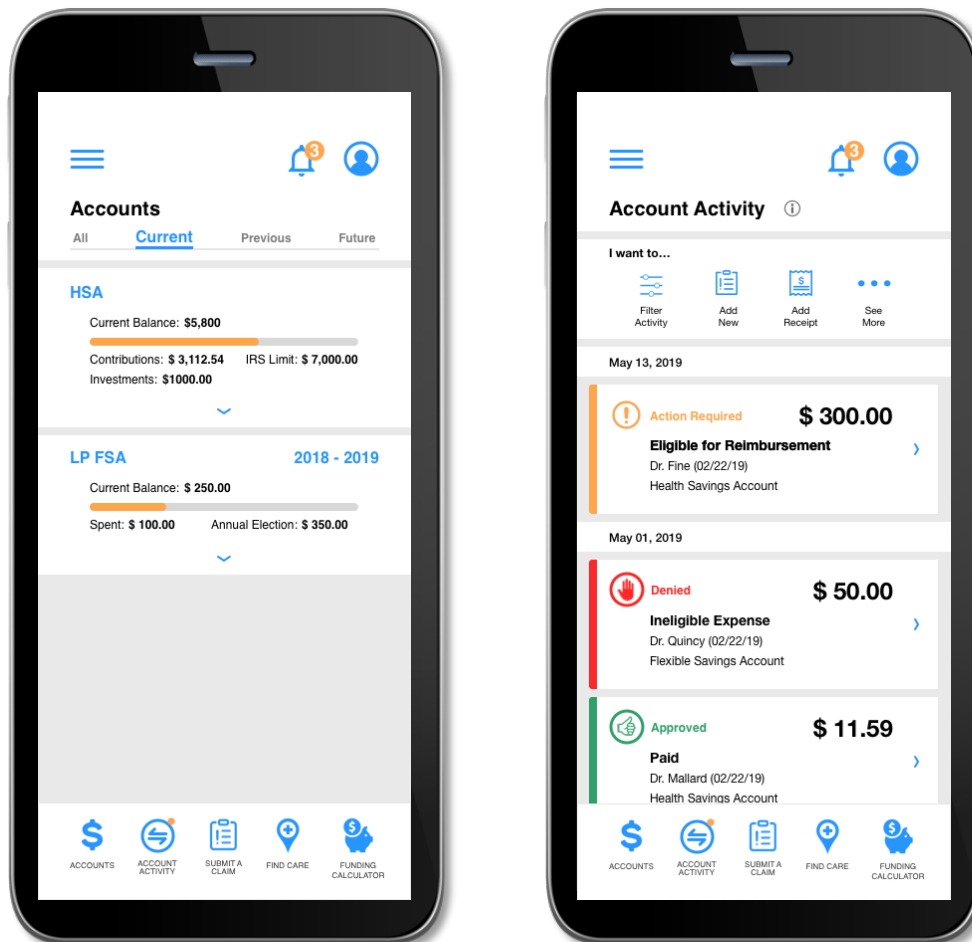 3
Accounts
All Current Previous Future
HSA
Current Balance: $5,800
Contributions: $ 3,112.54 IRS Limit: $ 7,000.00
Investments: $1000.00
LP FSA 2018 - 2019
Current Balance: $ 250.00
Spent: $ 100.00 Annual Election: $ 350.00
ACCOUNTS
ACCOUNT
ACTIVITY
SUBMIT A
CLAIM
FIND CARE
FUNDING
CALCULATOR
3
Account Activity
I want to...
Filter
Activity
Add
New
Add
Receipt
See
More
May 13, 2019
Action Required $ 300.00
Eligible for Reimbursement
Dr. Fine (02/22/19)
Health Savings Account
May 01, 2019
Denied $ 50.00
Ineligible Expense
Dr. Quincy (02/22/19)
Flexible Savings Account
Approved $ 11.59
Paid
Dr. Mallard (02/22/19)
Health Savings Account
ACCOUNTS
ACCOUNT
ACTIVITY
SUBMIT A
CLAIM
FIND CARE
FUNDING
CALCULATOR